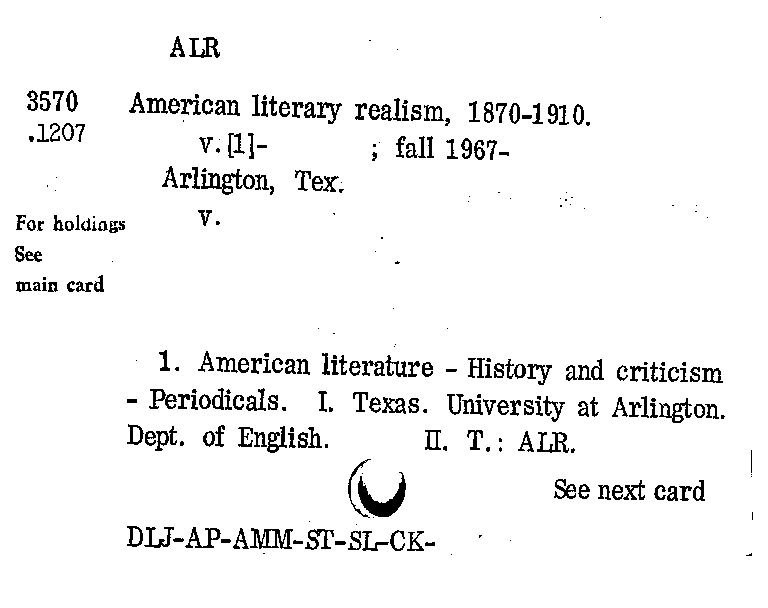 ALR
3570 American literary realism, 1870-1910.
.1207 v. [1]- ; fall 1967-
Arlington, Tex.
For holdings v.
See
main card
1. American literature - History and criticism
- Periodicals. I. Texas. University at Arlington.
Dept. of English. II. T.: ALR.
See next card
DLJ-AP-AMM-ST-SL-CK-